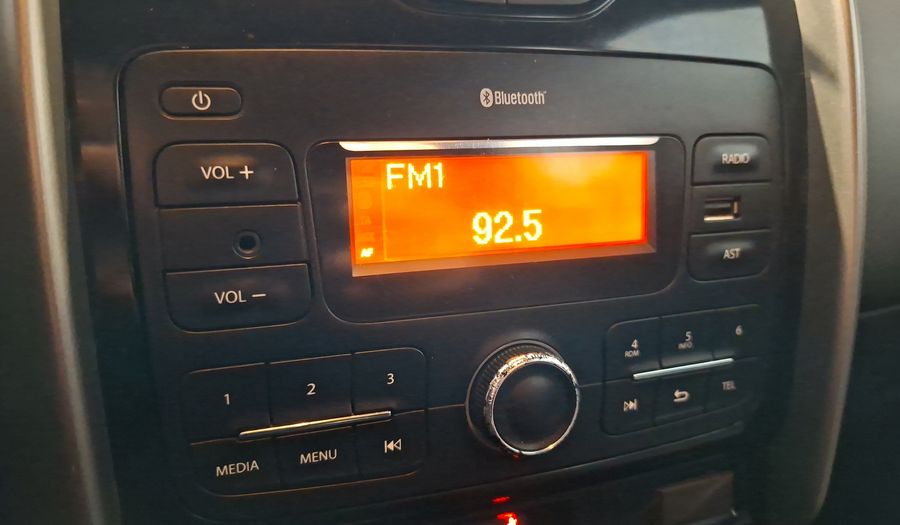 Bluetooth
VOL +
RADIO
FM1
92.5
AF
AST
VOL −
1
2
3
4
RDM
5
INFO
6
MEDIA
MENU
TEL